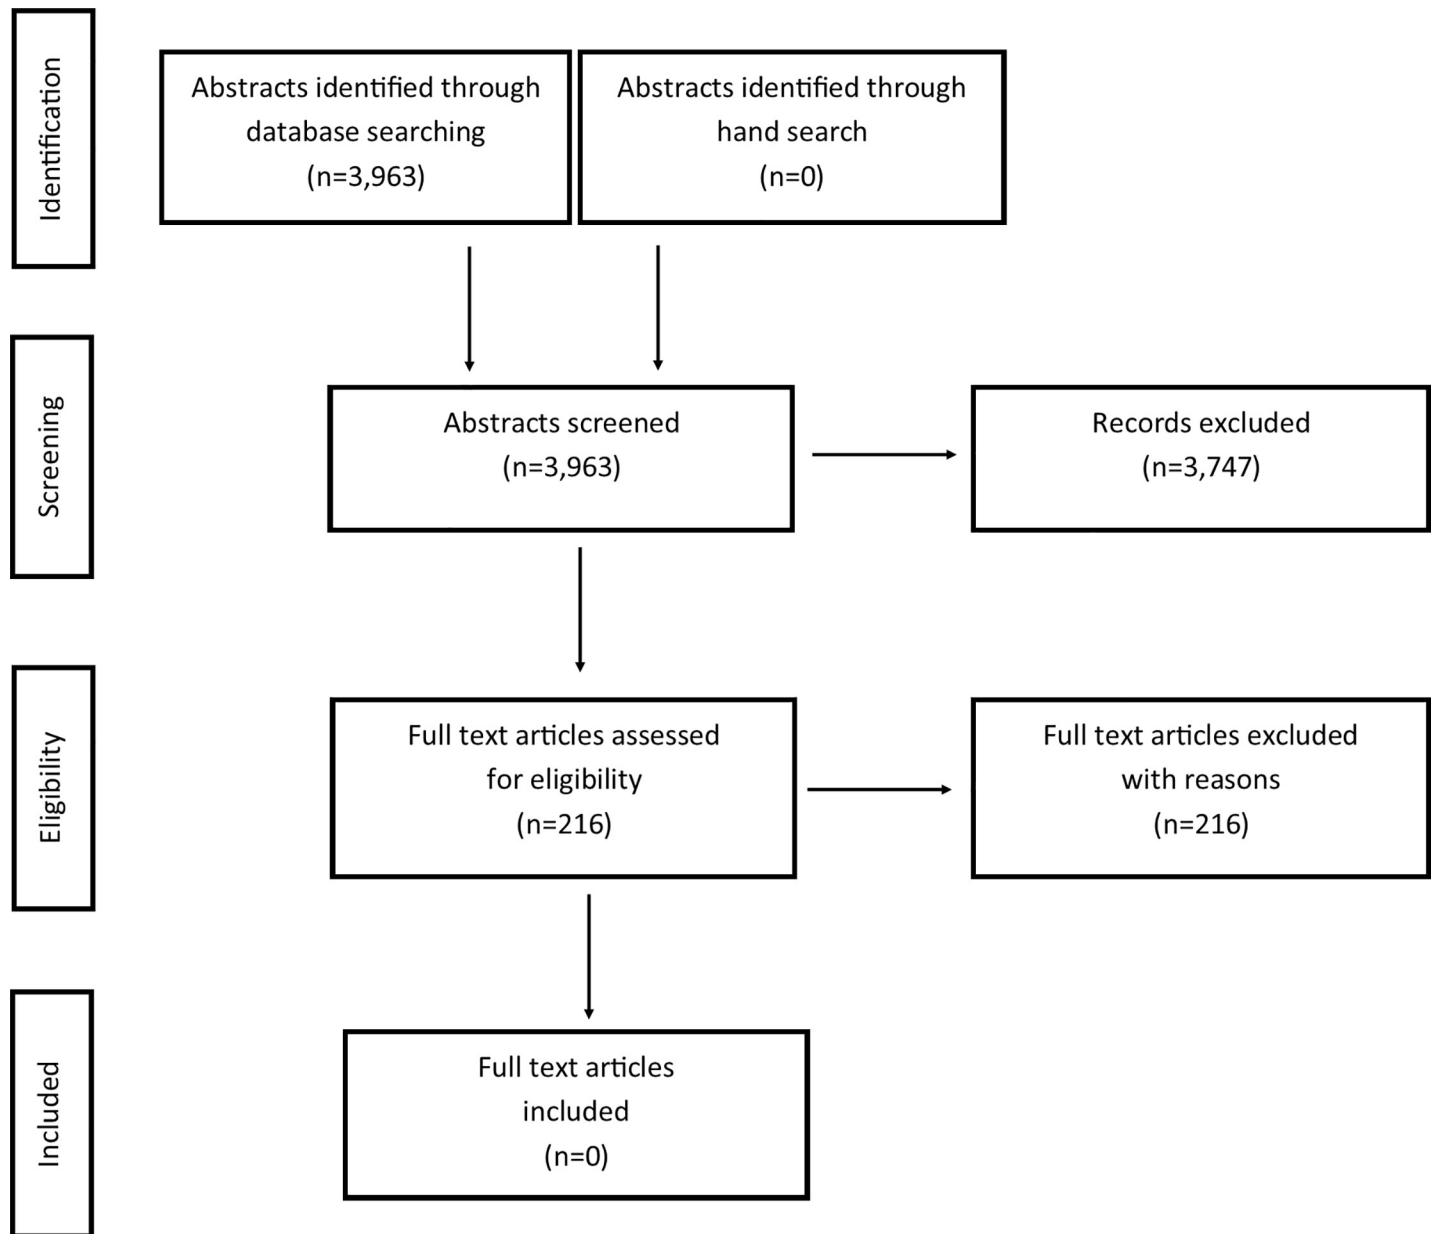 Identification
Abstracts identified through
database searching
(n=3,963)
Abstracts identified through
hand search
(n=0)
Screening
Abstracts screened
(n=3,963)
Records excluded
(n=3,747)
Eligibility
Full text articles assessed
for eligibility
(n=216)
Full text articles excluded
with reasons
(n=216)
Included
Full text articles
included
(n=0)